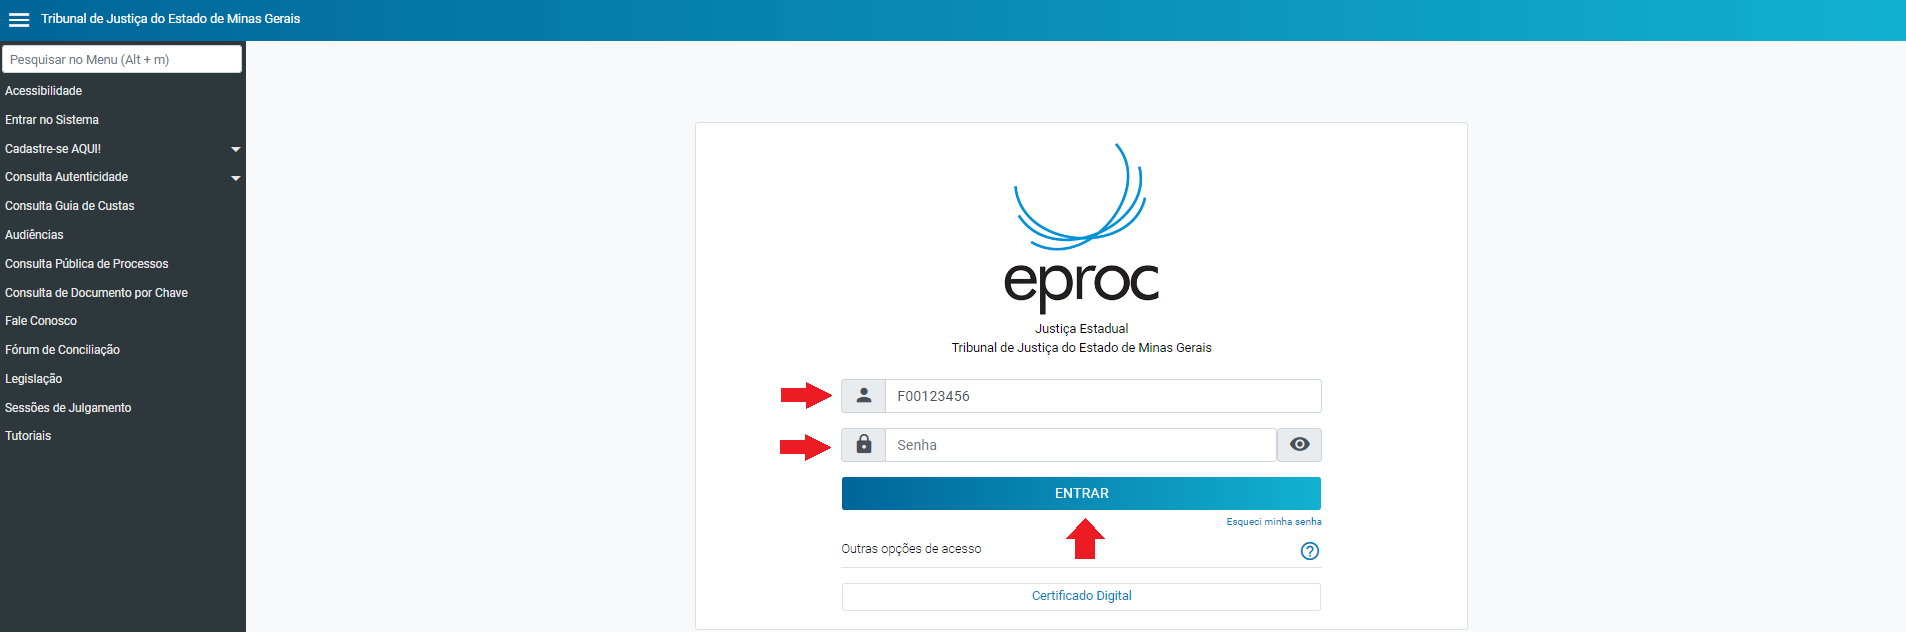 Tribunal de Justiça do Estado de Minas Gerais
Pesquisar no Menu (Alt + m)
Acessibilidade
Entrar no Sistema
Cadastre-se AQUI!
Consulta Autenticidade
Consulta Guia de Custas
Audiências
Consulta Pública de Processos
Consulta de Documento por Chave
Fale Conosco
Fórum de Conciliação
Legislação
Sessões de Julgamento
Tutoriais
eproc
Justiça Estadual
Tribunal de Justiça do Estado de Minas Gerais
F00123456
Senha
ENTRAR
Esqueci minha senha
Outras opções de acesso
?
Certificado Digital